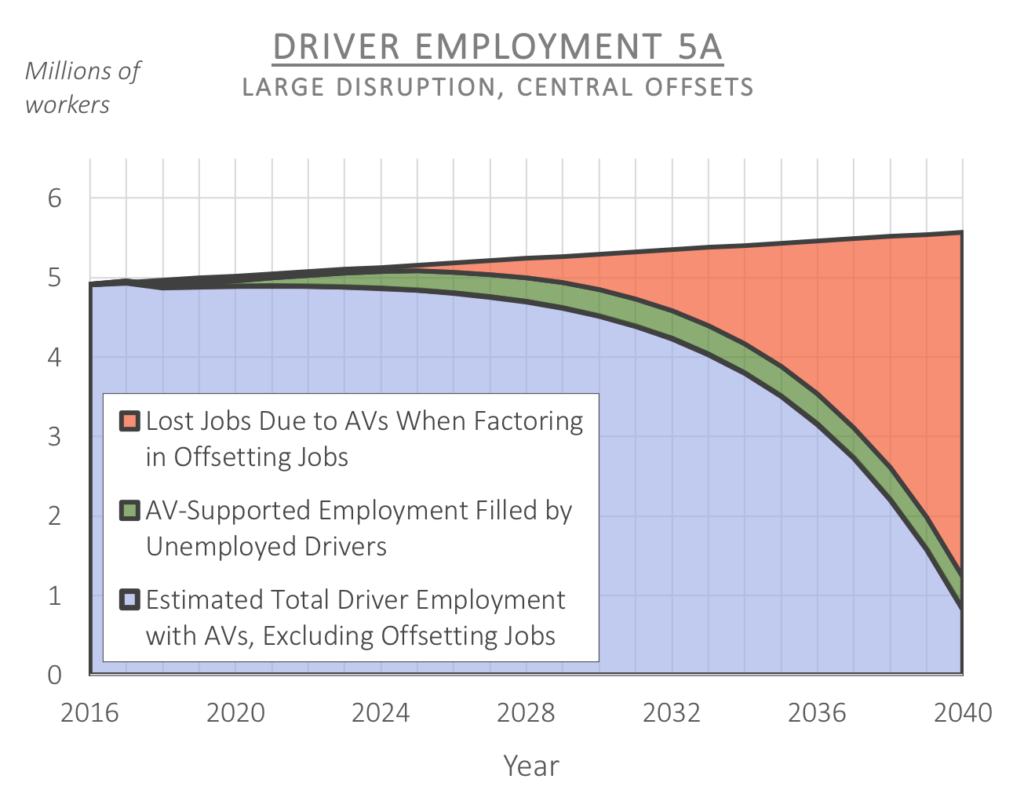 DRIVER EMPLOYMENT 5A
LARGE DISRUPTION, CENTRAL OFFSETS
Millions of
workers
6
5
4
3
2
1
0
Lost Jobs Due to AVs When Factoring
in Offsetting Jobs
AV-Supported Employment Filled by
Unemployed Drivers
Estimated Total Driver Employment
with AVs, Excluding Offsetting Jobs
2016 2020 2024 2028 2032 2036 2040
Year